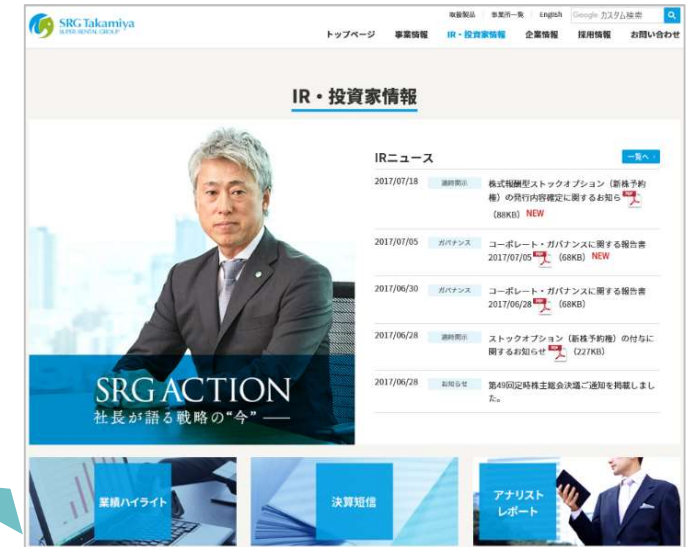 SRG Takamiya
SUPER RENTAL GROUP
取扱製品 事業所一覧 English Google カスタム検索
トップページ 事業情報 IR・投資家情報 企業情報 採用情報 お問い合わせ
IR・投資家情報
IRニュース
一覧へ
2017/07/18 適時開示 株式報酬型ストックオプション（新株予約
権）の発行内容確定に関するお知ら
（88KB） NEW
2017/07/05 ガバナンス コーポレート・ガバナンスに関する報告書
2017/07/05 （68KB） NEW
2017/06/30 ガバナンス コーポレート・ガバナンスに関する報告書
2017/06/28 （68KB）
2017/06/28 適時開示 ストックオプション（新株予約権）の付なに
関するお知らせ （227KB）
2017/06/28 お知らせ 第49回定時株主総会決議ご通知を掲載しまし
た。
SRG ACTION
社長が語る戦略の“今”
業績ハイライト
決算短信
アナリスト
レポート